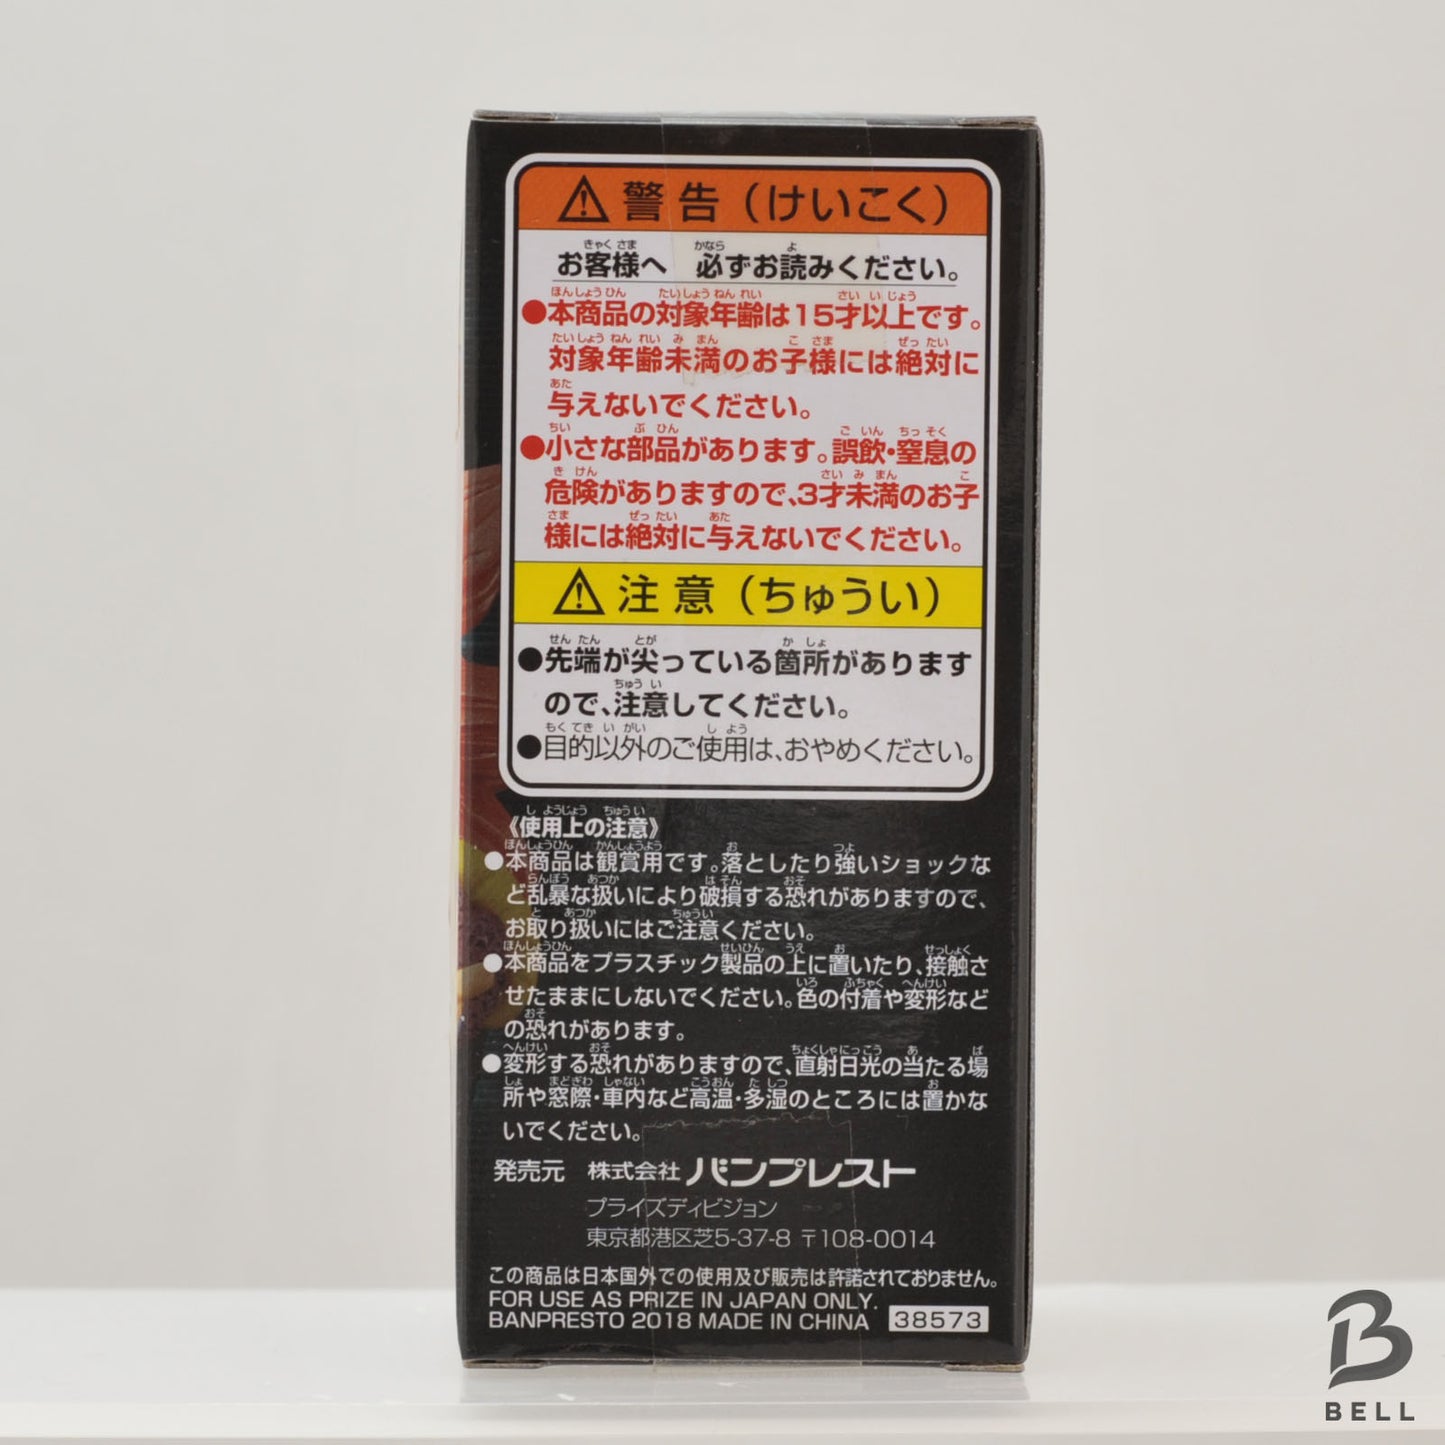 ⚠警告（けいこく）
お客様へ 必ずお読みください。
●本商品の対象年齢は15才以上です。
対象年齢未満のお子様には絶対に
与えないでください。
●小さな部品があります。誤飲・窒息の
危険がありますので、3才未満のお子
様には絶対に与えないでください。
⚠注意（ちゅうい）
●先端が尖っている箇所があります
ので、注意してください。
●目的以外のご使用は、おやめください。
《使用上の注意》
●本商品は観賞用です。落としたり強いショックな
ど乱暴な扱いにより破損する恐れがありますので、
お取り扱いにはご注意ください。
●本商品をプラスチック製品の上に置いたり、接触さ
せたままにしないでください。色の付着や変形など
の恐れがあります。
●変形する恐れがありますので、直射日光の当たる場
所や窓際・車内など高温・多湿のところには置かな
いでください。
発売元 株式会社バンプレスト
プライズディビジョン
東京都港区芝5-37-8 〒108-0014
この商品は日本国外での使用及び販売は許諾されておりません。
FOR USE AS PRIZE IN JAPAN ONLY.
BANPRESTO 2018 MADE IN CHINA 38573
B
BELL